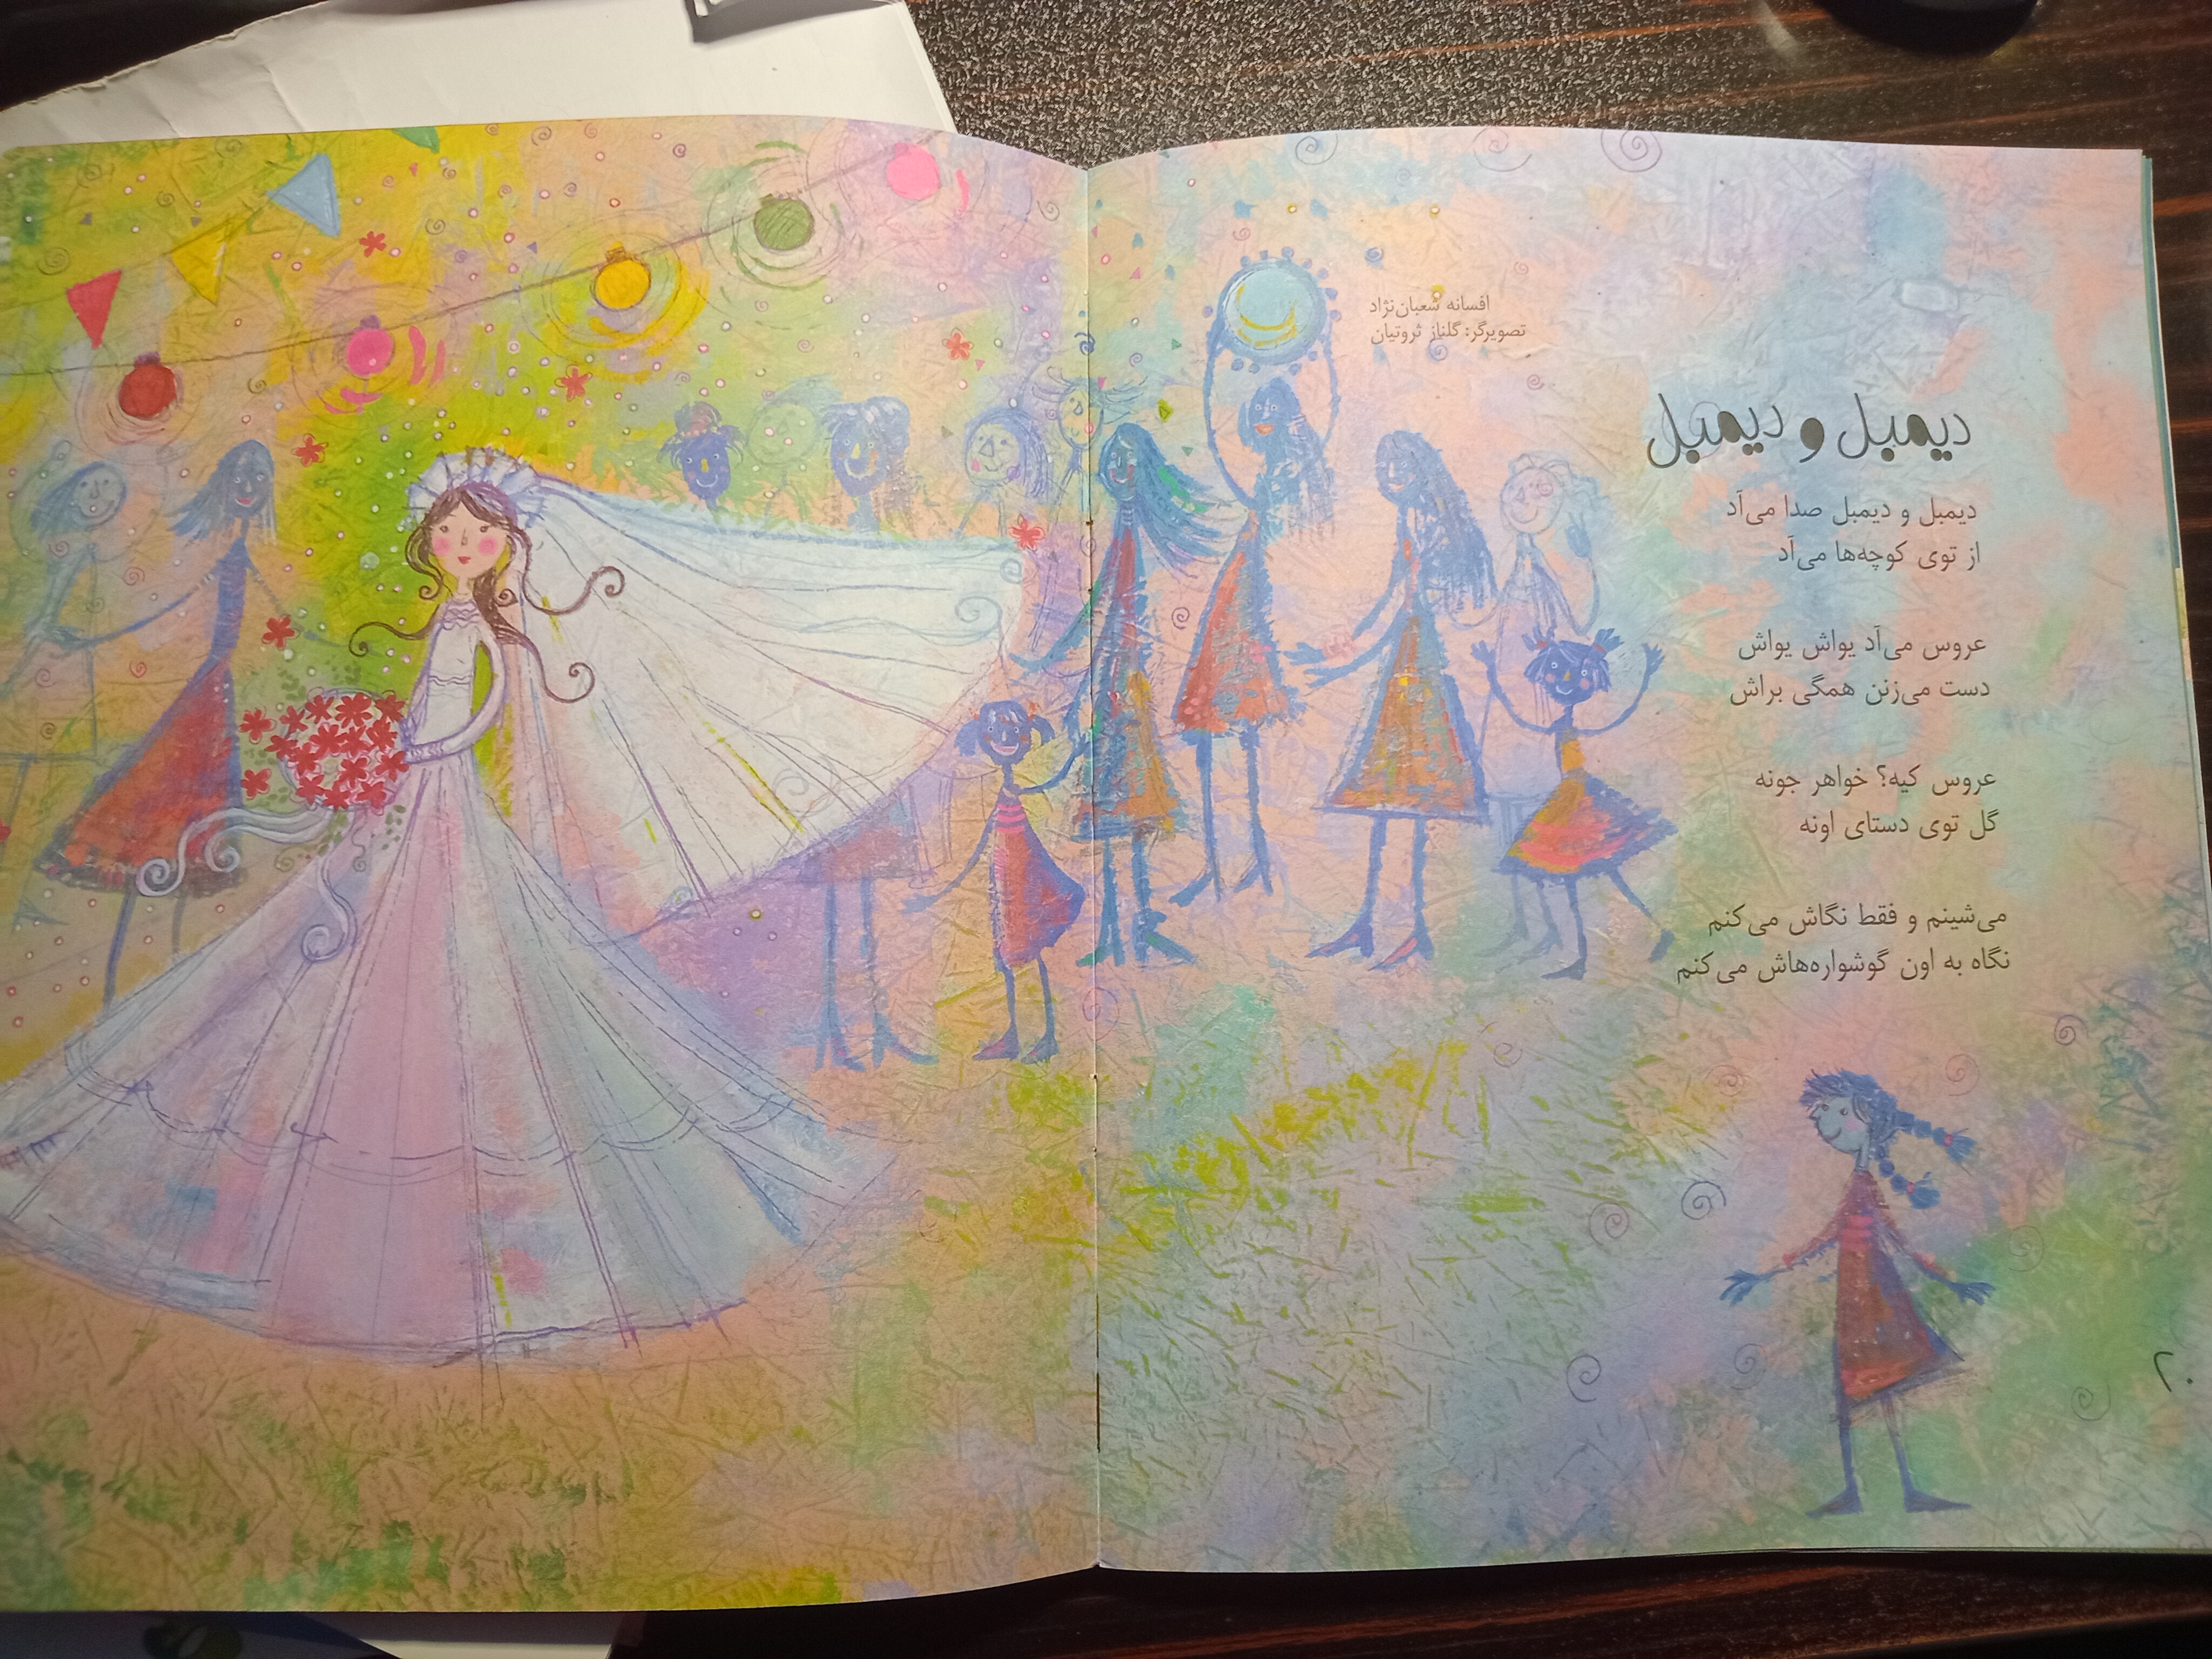 افسانه شعبان‌نژاد
تصویرگر: گلناز ثروتیان
دیمبل و دیمبل
دیمبل و دیمبل صدا می‌آد
از توی کوچه‌ها می‌آد
عروس می‌آد یواش یواش
دست می‌زنن همگی براش
عروس کیه؟ خواهر جونه
گل توی دستای اونه
می‌شینم و فقط نگاش می‌کنم
نگاه به اون گوشواره‌هاش می‌کنم
۲۰